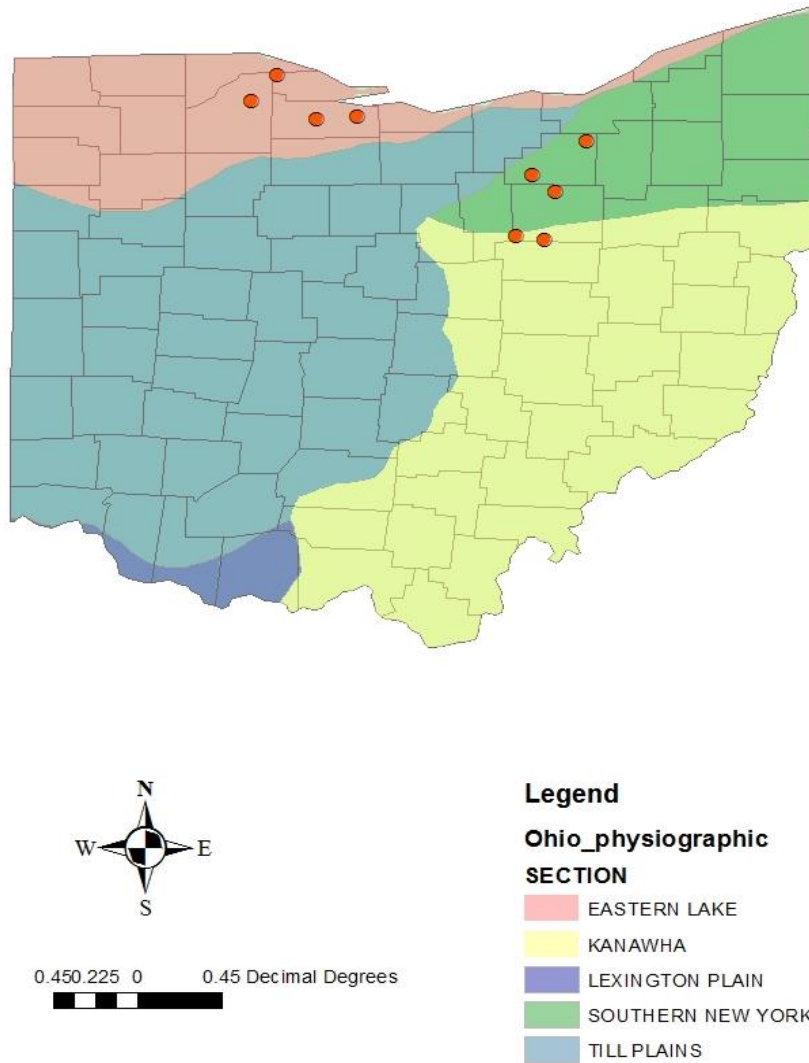 N
W E
S
0.450.225 0 0.45 Decimal Degrees
Legend
Ohio_physiographic
SECTION
EASTERN LAKE
KANAWHA
LEXINGTON PLAIN
SOUTHERN NEW YORK
TILL PLAINS